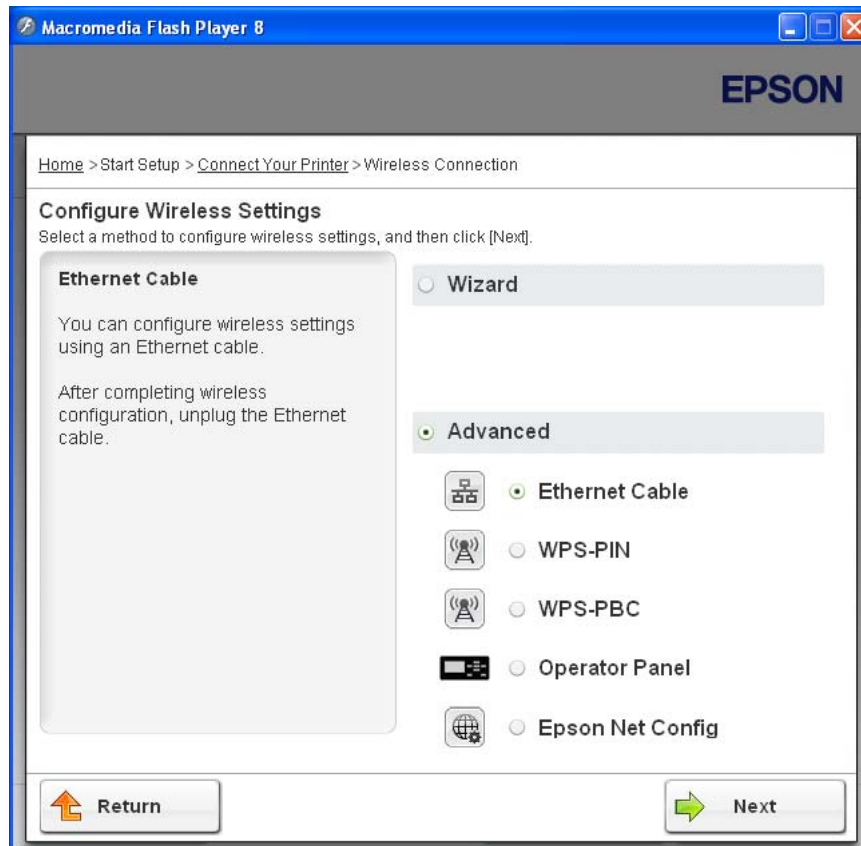 Macromedia Flash Player 8
EPSON
Home > Start Setup > Connect Your Printer > Wireless Connection
Configure Wireless Settings
Select a method to configure wireless settings, and then click [Next].
Ethernet Cable
You can configure wireless settings
using an Ethernet cable.
After completing wireless
configuration, unplug the Ethernet
cable.
Wizard
Advanced
Ethernet Cable
WPS-PIN
WPS-PBC
Operator Panel
Epson Net Config
Return
Next